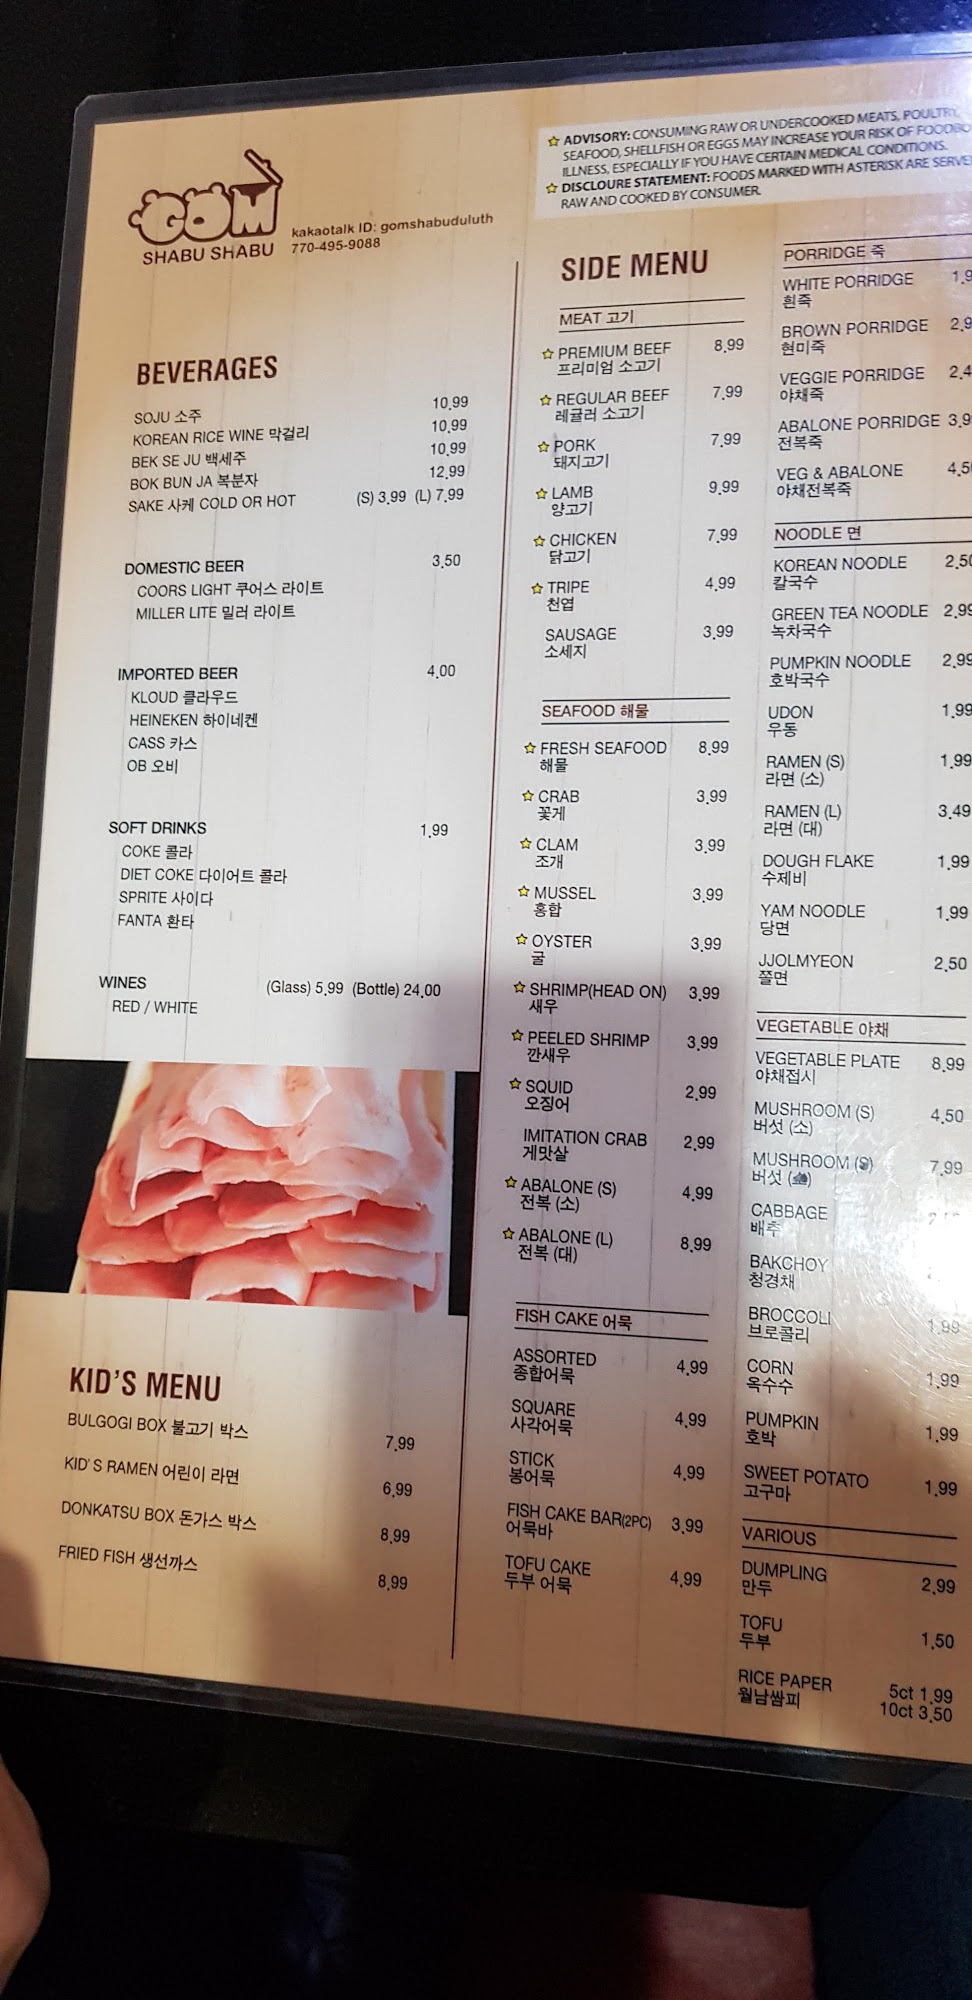 GOM
SHABU SHABU
kakaotalk ID: gomshabuduluth
770-495-9088
☆ ADVISORY: CONSUMING RAW OR UNDERCOOKED MEATS, POULTRY,
SEAFOOD, SHELLFISH OR EGGS MAY INCREASE YOUR RISK OF
ILLNESS, ESPECIALLY IF YOU HAVE CERTAIN MEDICAL CONDITIONS.
☆ DISCLOURE STATEMENT: FOODS MARKED WITH ASTERISK ARE
RAW AND COOKED BY CONSUMER.
BEVERAGES
SOJU 소주 10.99
KOREAN RICE WINE 막걸리 10.99
BEK SE JU 백세주 10.99
BOK BUN JA 복분자 12.99
SAKE 사케 COLD OR HOT (S) 3.99 (L) 7.99
DOMESTIC BEER 3.50
COORS LIGHT 쿠어스 라이트
MILLER LITE 밀러 라이트
IMPORTED BEER 4.00
KLOUD 클라우드
HEINEKEN 하이네켄
CASS 카스
OB 오비
SOFT DRINKS 1.99
COKE 콜라
DIET COKE 다이어트 콜라
SPRITE 사이다
FANTA 환타
WINES (Glass) 5.99 (Bottle) 24.00
RED / WHITE
KID'S MENU
BULGOGI BOX 불고기 박스 7.99
KID'S RAMEN 어린이 라면 6.99
DONKATSU BOX 돈가스 박스 8.99
FRIED FISH 생선까스 8.99
SIDE MENU
MEAT 고기
☆ PREMIUM BEEF 8.99
프리미엄 소고기
☆ REGULAR BEEF 7.99
레귤러 소고기
☆ PORK 7.99
돼지고기
☆ LAMB 9.99
양고기
☆ CHICKEN 7.99
닭고기
☆ TRIPE 4.99
천엽
SAUSAGE 3.99
소세지
SEAFOOD 해물
☆ FRESH SEAFOOD 8.99
해물
☆ CRAB 3.99
꽃게
☆ CLAM 3.99
조개
☆ MUSSEL 3.99
홍합
☆ OYSTER 3.99
굴
☆ SHRIMP(HEAD ON) 3.99
새우
☆ PEELED SHRIMP 3.99
깐새우
☆ SQUID 2.99
오징어
IMITATION CRAB 2.99
게맛살
☆ ABALONE (S) 4.99
전복 (소)
☆ ABALONE (L) 8.99
전복 (대)
FISH CAKE 어묵
ASSORTED 4.99
종합어묵
SQUARE 4.99
사각어묵
STICK 4.99
봉어묵
FISH CAKE BAR(2PC) 3.99
어묵바
TOFU CAKE 4.99
두부 어묵
PORRIDGE 죽
WHITE PORRIDGE
흰죽
BROWN PORRIDGE
현미죽
VEGGIE PORRIDGE
야채죽
ABALONE PORRIDGE
전복죽
VEG & ABALONE
야채전복죽
NOODLE 면
KOREAN NOODLE 2.50
칼국수
GREEN TEA NOODLE 2.99
녹차국수
PUMPKIN NOODLE 2.99
호박국수
UDON 1.99
우동
RAMEN (S) 1.99
라면 (소)
RAMEN (L) 3.49
라면 (대)
DOUGH FLAKE 1.99
수제비
YAM NOODLE 1.99
당면
JJOLMYEON 2.50
쫄면
VEGETABLE 야채
VEGETABLE PLATE 8.99
야채접시
MUSHROOM (S) 4.50
버섯 (소)
MUSHROOM 7.99
버섯
CABBAGE
배추
BAKCHOY
청경채
BROCCOLI 1.99
브로콜리
CORN 1.99
옥수수
PUMPKIN 1.99
호박
SWEET POTATO 1.99
고구마
VARIOUS
DUMPLING 2.99
만두
TOFU 1.50
두부
RICE PAPER 5ct 1.99
월남쌈피 10ct 3.50